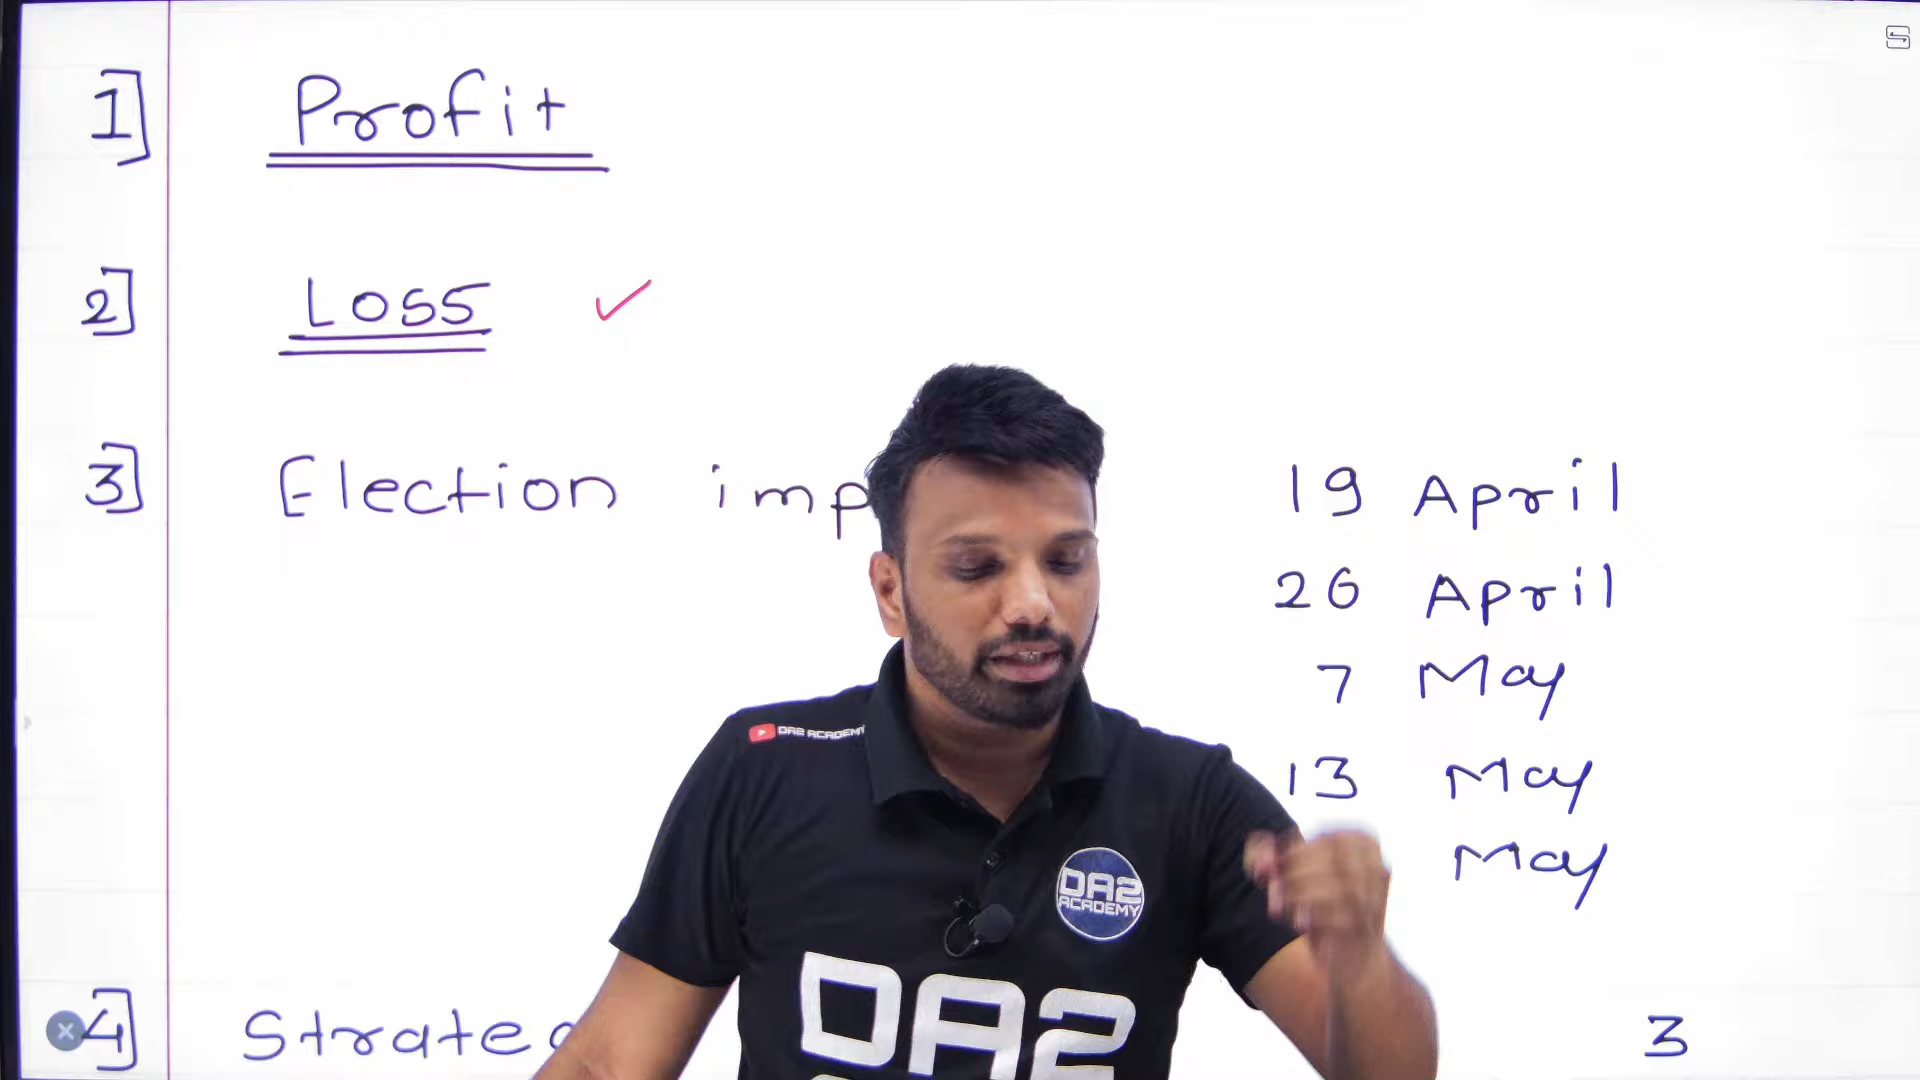 1] Profit
2] Loss ✓
3] Election imp
19 April
26 April
7 May
13 May
May
4] Strate
3
DA2 ACADEMY
DA2
ACADEMY
DA2